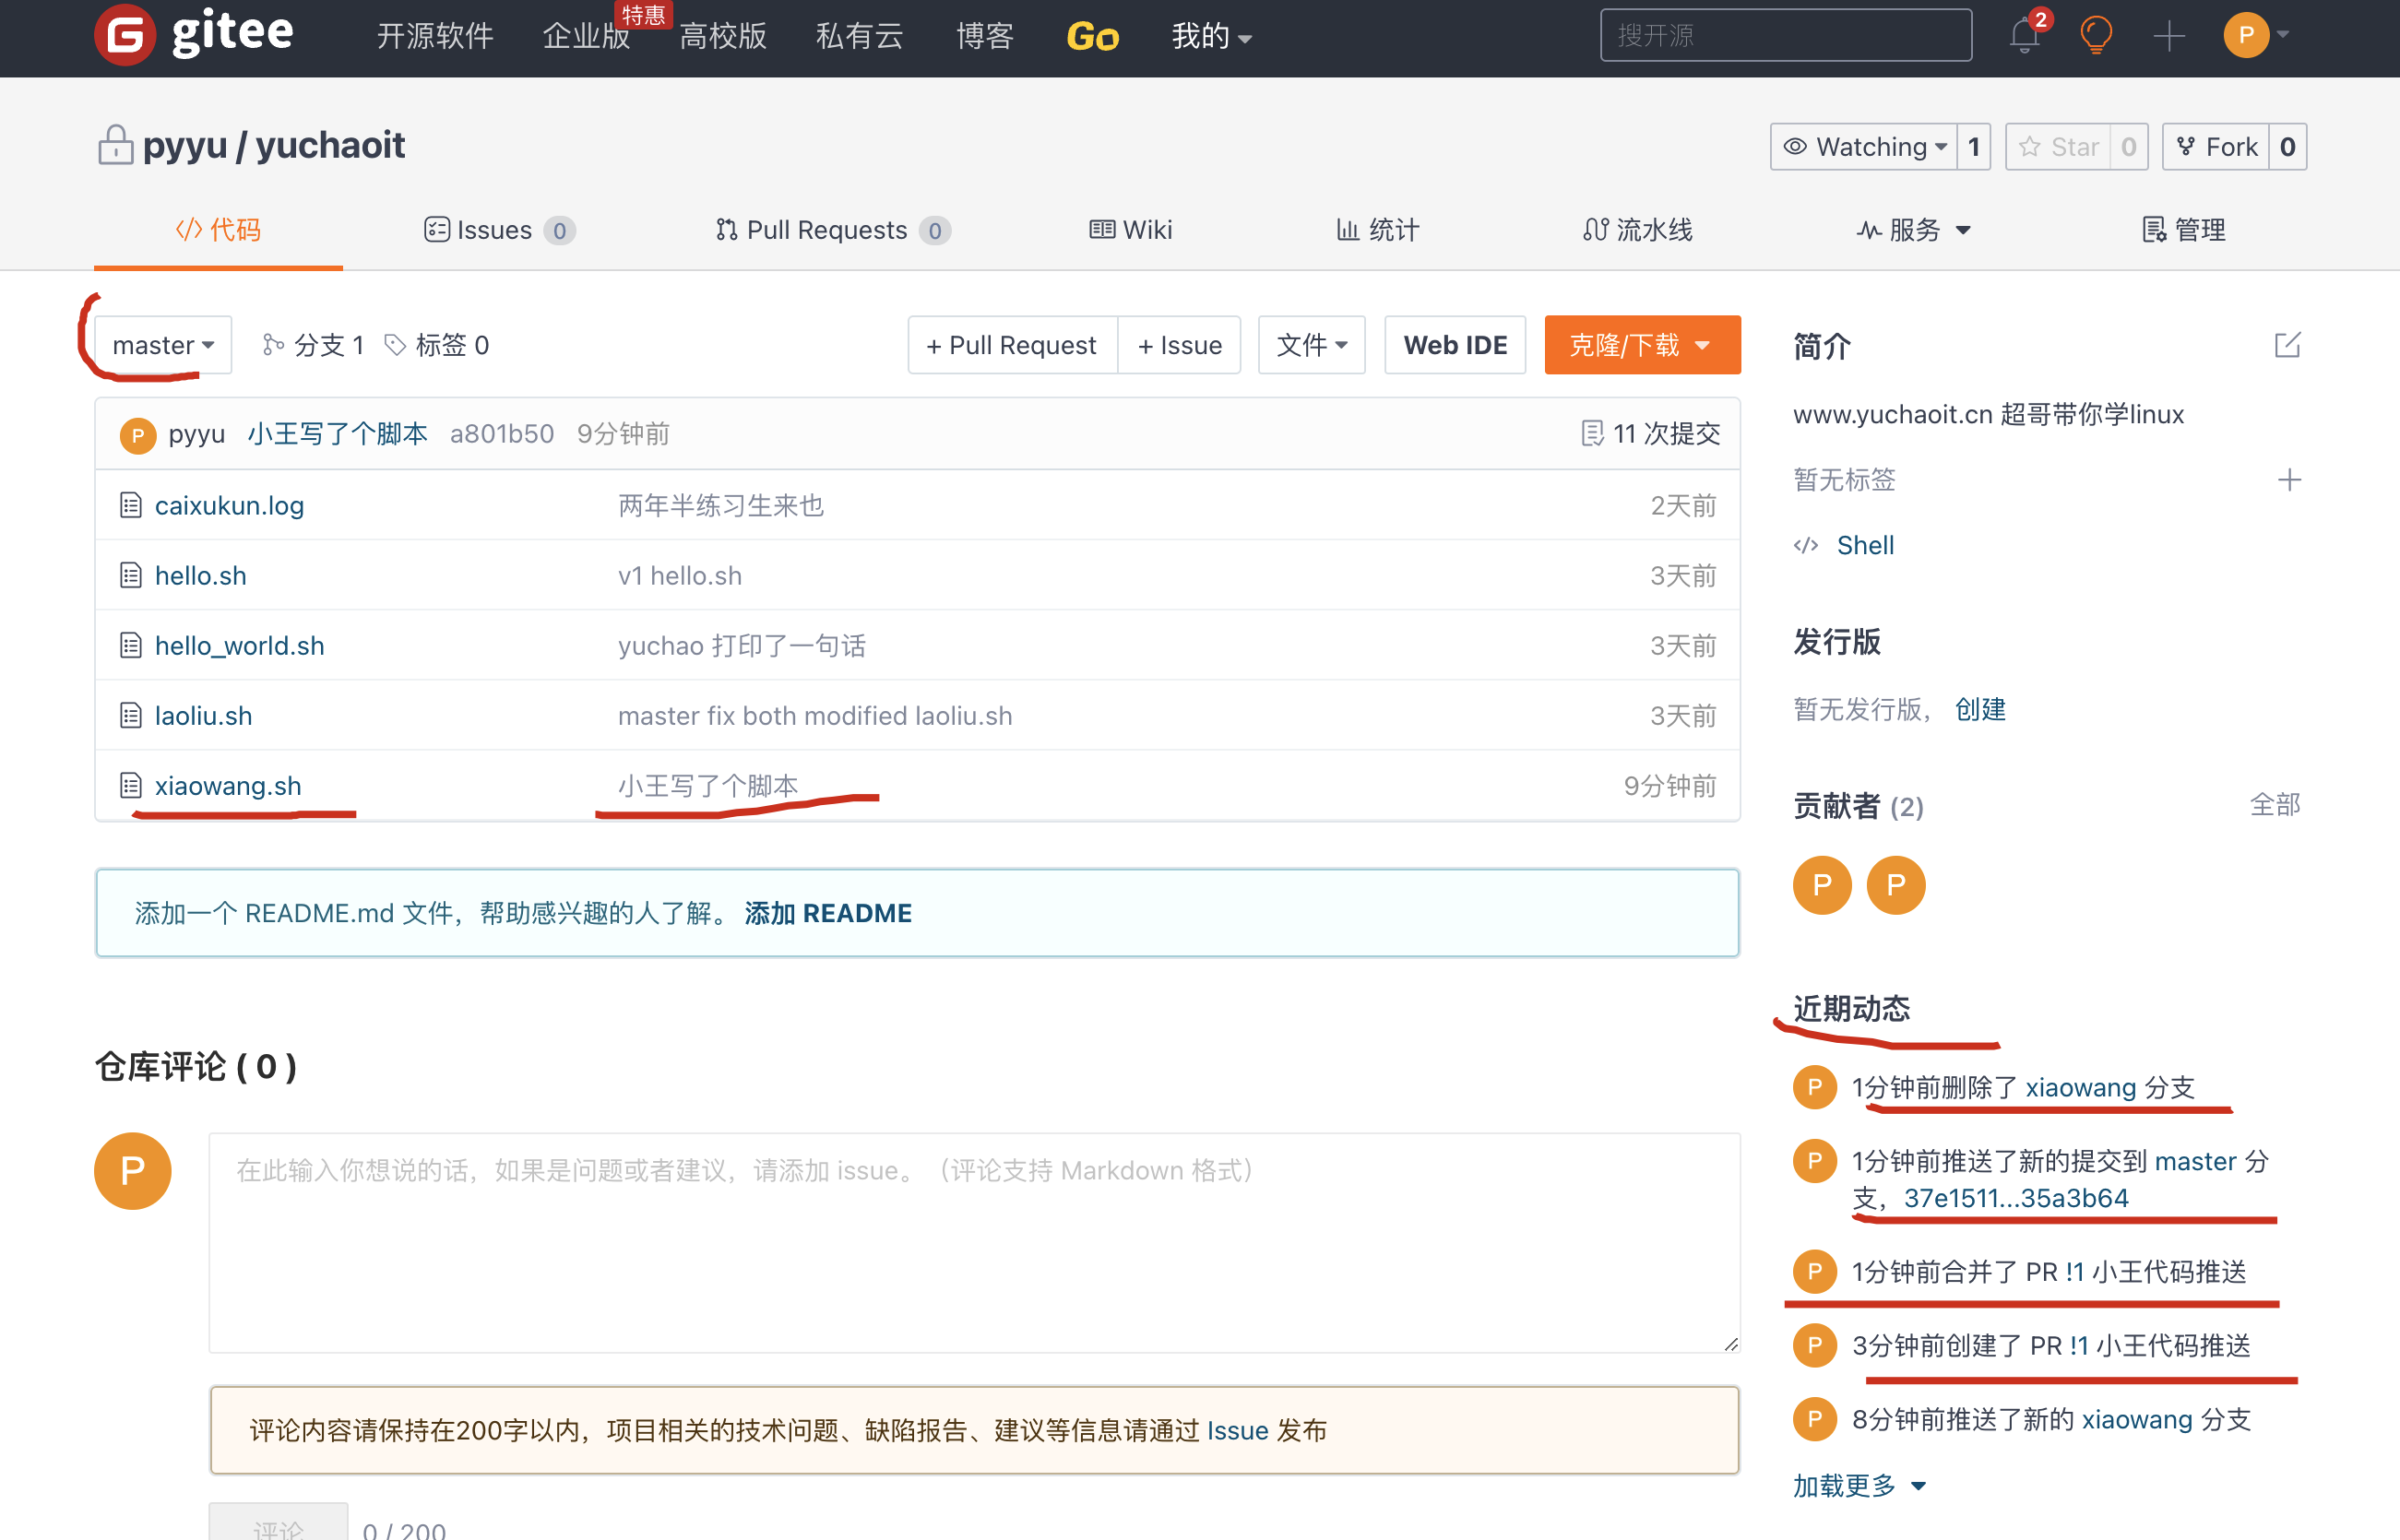 G gitee 开源软件 企业版 特惠 高校版 私有云 博客 Go 我的 搜开源 2 P
pyyu / yuchaoit Watching 1 Star 0 Fork 0
代码 Issues 0 Pull Requests 0 Wiki 统计 流水线 服务 管理
master 分支 1 标签 0 + Pull Request + Issue 文件 Web IDE 克隆/下载
P pyyu 小王写了个脚本 a801b50 9分钟前 11 次提交
caixukun.log 两年半练习生来也 2天前
hello.sh v1 hello.sh 3天前
hello_world.sh yuchao 打印了一句话 3天前
laoliu.sh master fix both modified laoliu.sh 3天前
xiaowang.sh 小王写了个脚本 9分钟前
添加一个 README.md 文件，帮助感兴趣的人了解。 添加 README
仓库评论 ( 0 )
P
在此输入你想说的话，如果是问题或者建议，请添加 issue。（评论支持 Markdown 格式）
评论内容请保持在200字以内，项目相关的技术问题、缺陷报告、建议等信息请通过 Issue 发布
评论 0 / 200
简介
www.yuchaoit.cn 超哥带你学linux
暂无标签
Shell
发行版
暂无发行版， 创建
贡献者 (2) 全部
P P
近期动态
P 1分钟前删除了 xiaowang 分支
P 1分钟前推送了新的提交到 master 分
支，37e1511...35a3b64
P 1分钟前合并了 PR !1 小王代码推送
P 3分钟前创建了 PR !1 小王代码推送
P 8分钟前推送了新的 xiaowang 分支
加载更多